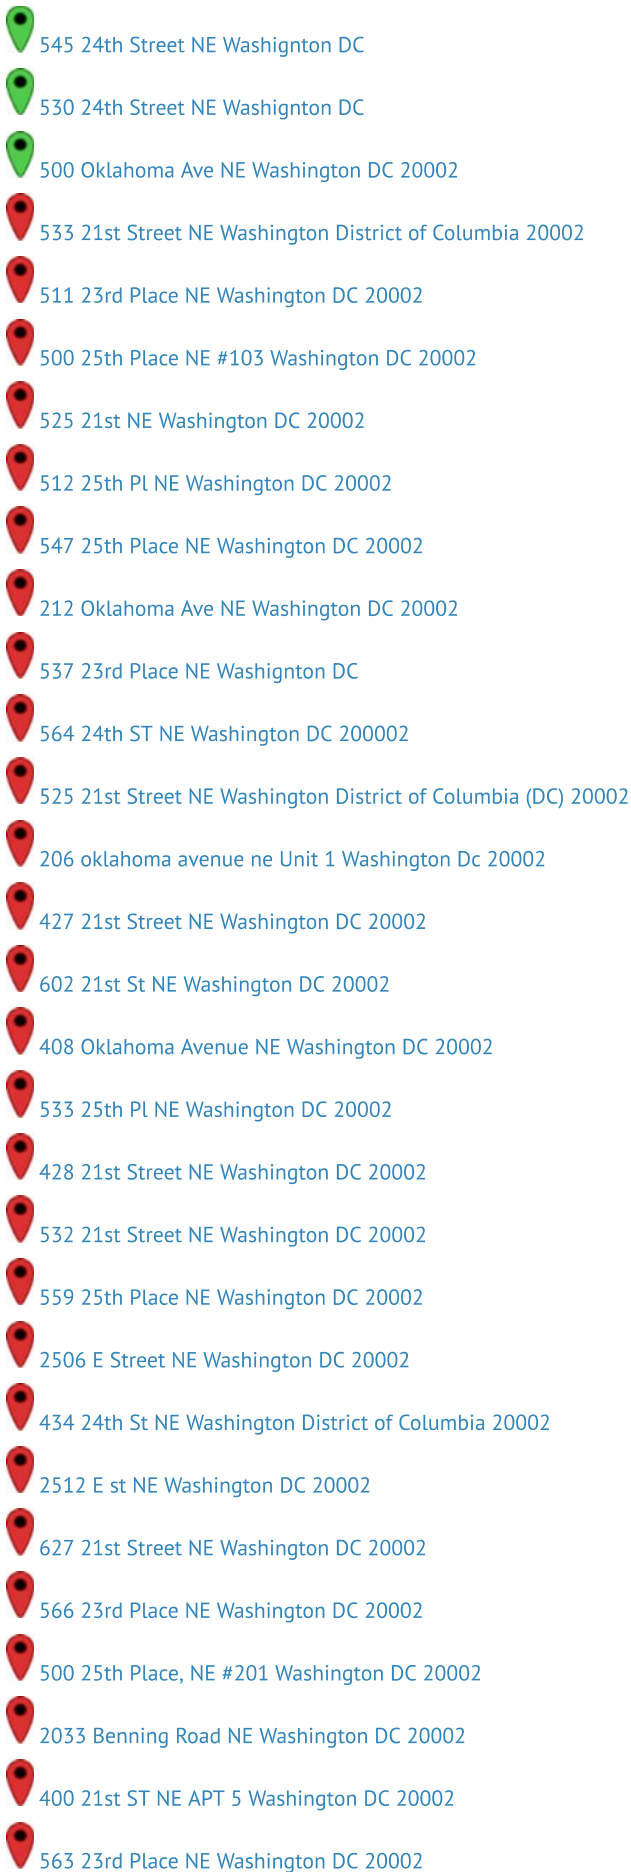 545 24th Street NE Washignton DC
530 24th Street NE Washignton DC
500 Oklahoma Ave NE Washington DC 20002
533 21st Street NE Washington District of Columbia 20002
511 23rd Place NE Washington DC 20002
500 25th Place NE #103 Washington DC 20002
525 21st NE Washington DC 20002
512 25th Pl NE Washington DC 20002
547 25th Place NE Washington DC 20002
212 Oklahoma Ave NE Washington DC 20002
537 23rd Place NE Washignton DC
564 24th ST NE Washington DC 200002
525 21st Street NE Washington District of Columbia (DC) 20002
206 oklahoma avenue ne Unit 1 Washington Dc 20002
427 21st Street NE Washington DC 20002
602 21st St NE Washington DC 20002
408 Oklahoma Avenue NE Washington DC 20002
533 25th Pl NE Washington DC 20002
428 21st Street NE Washington DC 20002
532 21st Street NE Washington DC 20002
559 25th Place NE Washington DC 20002
2506 E Street NE Washington DC 20002
434 24th St NE Washington District of Columbia 20002
2512 E st NE Washington DC 20002
627 21st Street NE Washington DC 20002
566 23rd Place NE Washington DC 20002
500 25th Place, NE #201 Washington DC 20002
2033 Benning Road NE Washington DC 20002
400 21st ST NE APT 5 Washington DC 20002
563 23rd Place NE Washington DC 20002